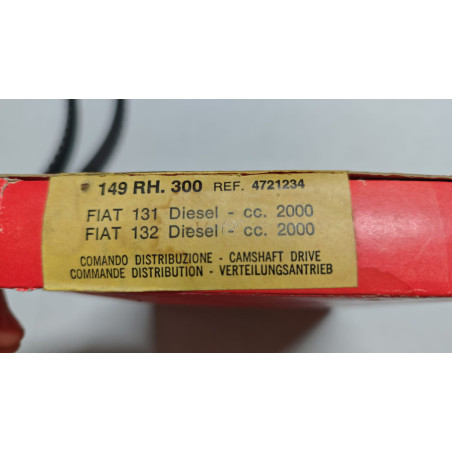 149 RH. 300 REF. 4721234
FIAT 131 Diesel - cc. 2000
FIAT 132 Diesel - cc. 2000
COMANDO DISTRIBUZIONE - CAMSHAFT DRIVE
COMMANDE DISTRIBUTION - VERTEILUNGSANTRIEB